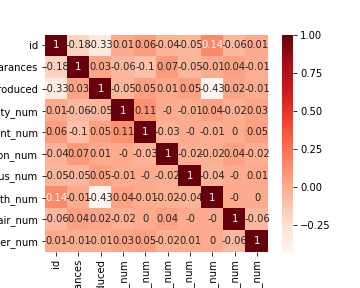 id 1 -0.18 -0.33 0.01 0.06 -0.04 -0.05 0.14 -0.06 0.01
arances -0.18 1 0.03 -0.06 -0.1 0.07 -0.05 -0.01 0.04 -0.01
roduced -0.33 0.03 1 -0.05 0.05 0.01 0.05 -0.43 0.02 -0.01
ty_num 0.01 -0.06 -0.05 1 0.11 -0 -0.01 0.04 -0.02 0.03
nt_num 0.06 -0.1 0.05 0.11 1 -0.03 -0 -0.01 0 0.05
on_num -0.04 0.07 0.01 -0 -0.03 1 -0.02 -0.02 0.04 -0.02
us_num -0.05 -0.05 0.05 -0.01 -0 -0.02 1 -0.04 -0 0.01
th_num 0.14 -0.01 -0.43 0.04 -0.01 -0.02 -0.04 1 -0 0
air_num -0.06 0.04 0.02 -0.02 0 0.04 -0 -0 1 -0.06
er_num 0.01 -0.01 -0.01 0.03 0.05 -0.02 0.01 0 -0.06 1
id
ances
duced
_num
_num
_num
_num
_num
_num
_num
1.00
0.75
0.50
0.25
0.00
−0.25